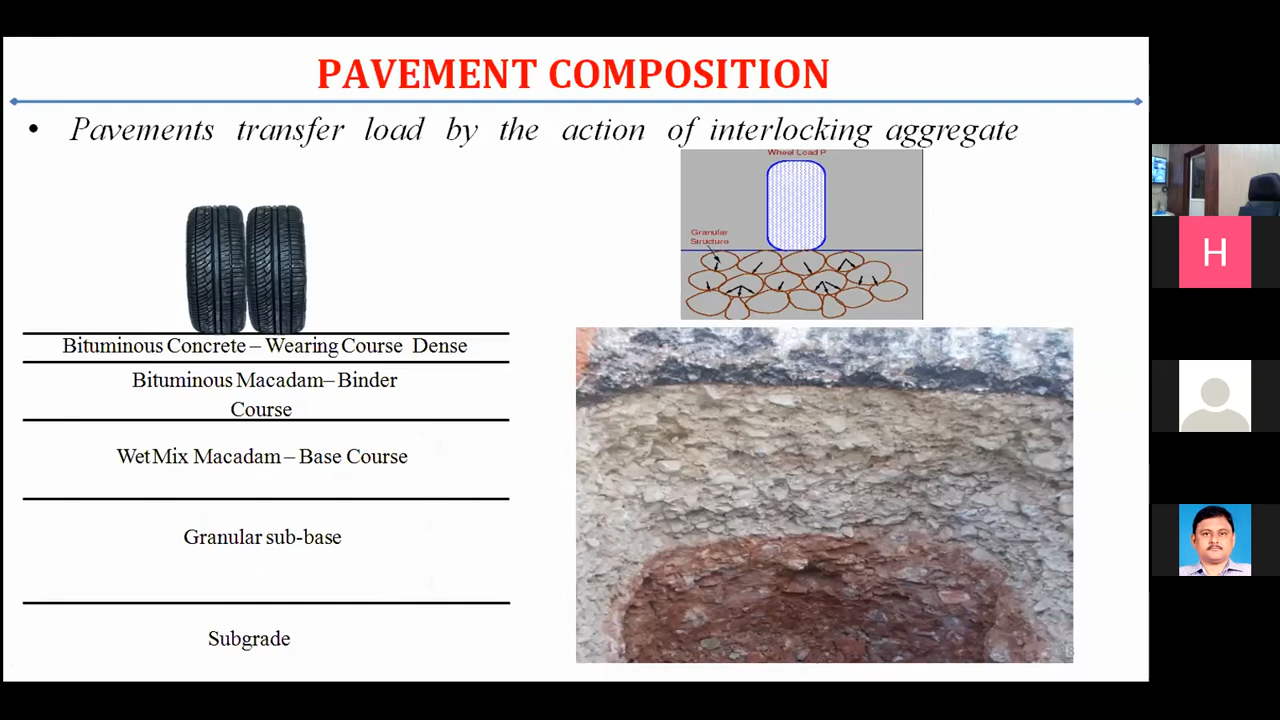 PAVEMENT COMPOSITION
• Pavements transfer load by the action of interlocking aggregate
Wheel Load P
Granular
Structure
Bituminous Concrete – Wearing Course Dense
Bituminous Macadam– Binder
Course
Wet Mix Macadam – Base Course
Granular sub-base
Subgrade
H